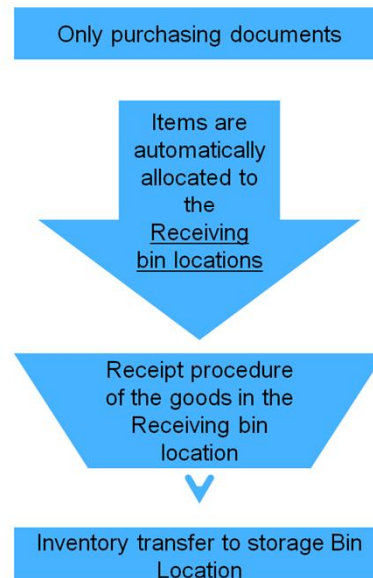 Only purchasing documents
Items are
automatically
allocated to
the
Receiving
bin locations
Receipt procedure
of the goods in the
Receiving bin
location
Inventory transfer to storage Bin
Location